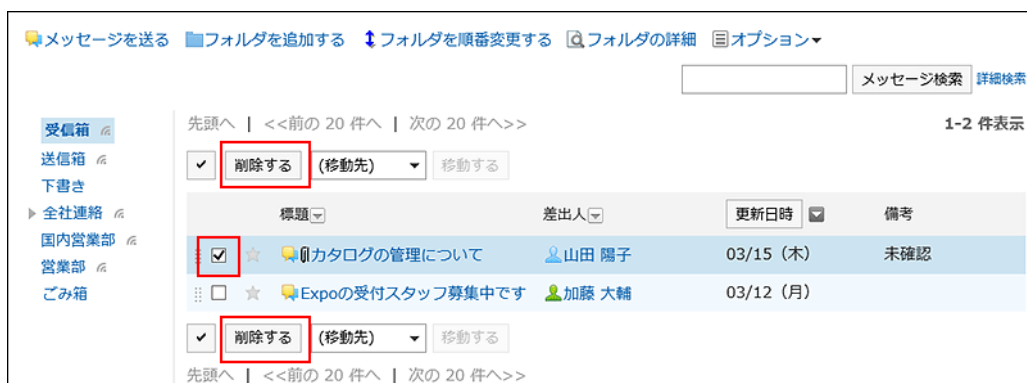 メッセージを送る フォルダを追加する フォルダを順番変更する フォルダの詳細 オプション
メッセージ検索 詳細検索
受信箱
送信箱
下書き
全社連絡
国内営業部
営業部
ごみ箱
先頭へ | <<前の 20 件へ | 次の 20 件へ>> 1-2 件表示
削除する (移動先) 移動する
標題 差出人 更新日時 備考
カタログの管理について 山田 陽子 03/15 (木) 未確認
Expoの受付スタッフ募集中です 加藤 大輔 03/12 (月)
削除する (移動先) 移動する
先頭へ | <<前の 20 件へ | 次の 20 件へ>>